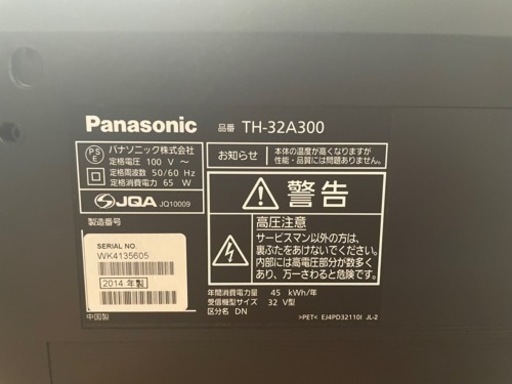 Panasonic 品番 TH-32A300
PS
E
パナソニック株式会社
定格電圧 100 V ～
定格周波数 50/60 Hz
定格消費電力 65 W
JQA JQ10009
製造番号
SERIAL NO.
WK4135605
2014 年製
中国製
お知らせ
本体の温度が高くなりますが
性能・品質には問題ありません。
警告
高圧注意
サービスマン以外の方は、
裏ぶたをあけないでください。
内部には高電圧部分が数多く
あり、万一さわると危険です。
年間消費電力量 45 kWh/年
受信機型サイズ 32 V型
区分名 DN
>PET< EJ4PD32110I JL-2